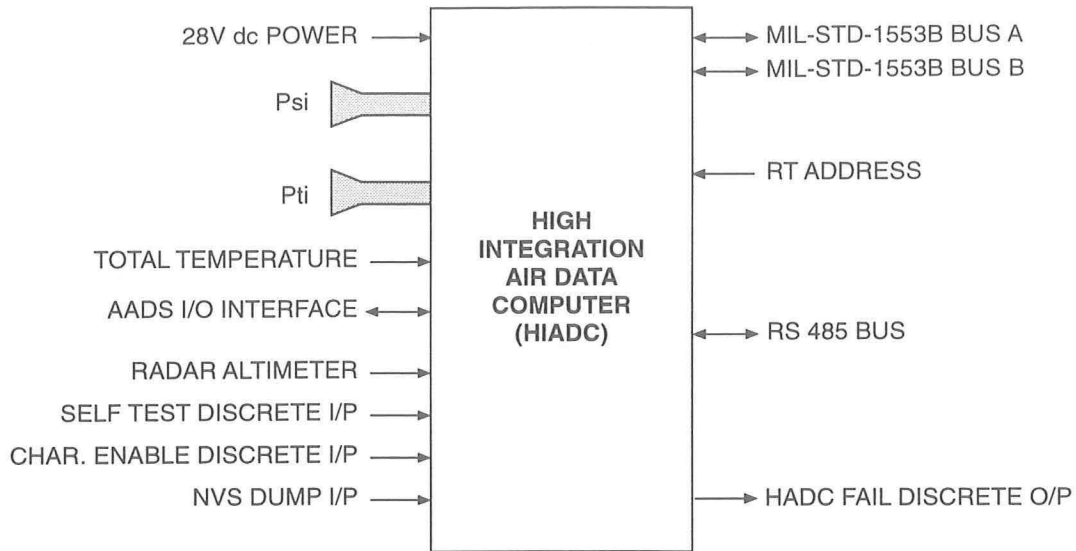 28V dc POWER
Psi
Pti
TOTAL TEMPERATURE
AADS I/O INTERFACE
RADAR ALTIMETER
SELF TEST DISCRETE I/P
CHAR. ENABLE DISCRETE I/P
NVS DUMP I/P
HIGH
INTEGRATION
AIR DATA
COMPUTER
(HIADC)
MIL-STD-1553B BUS A
MIL-STD-1553B BUS B
RT ADDRESS
RS 485 BUS
HADC FAIL DISCRETE O/P